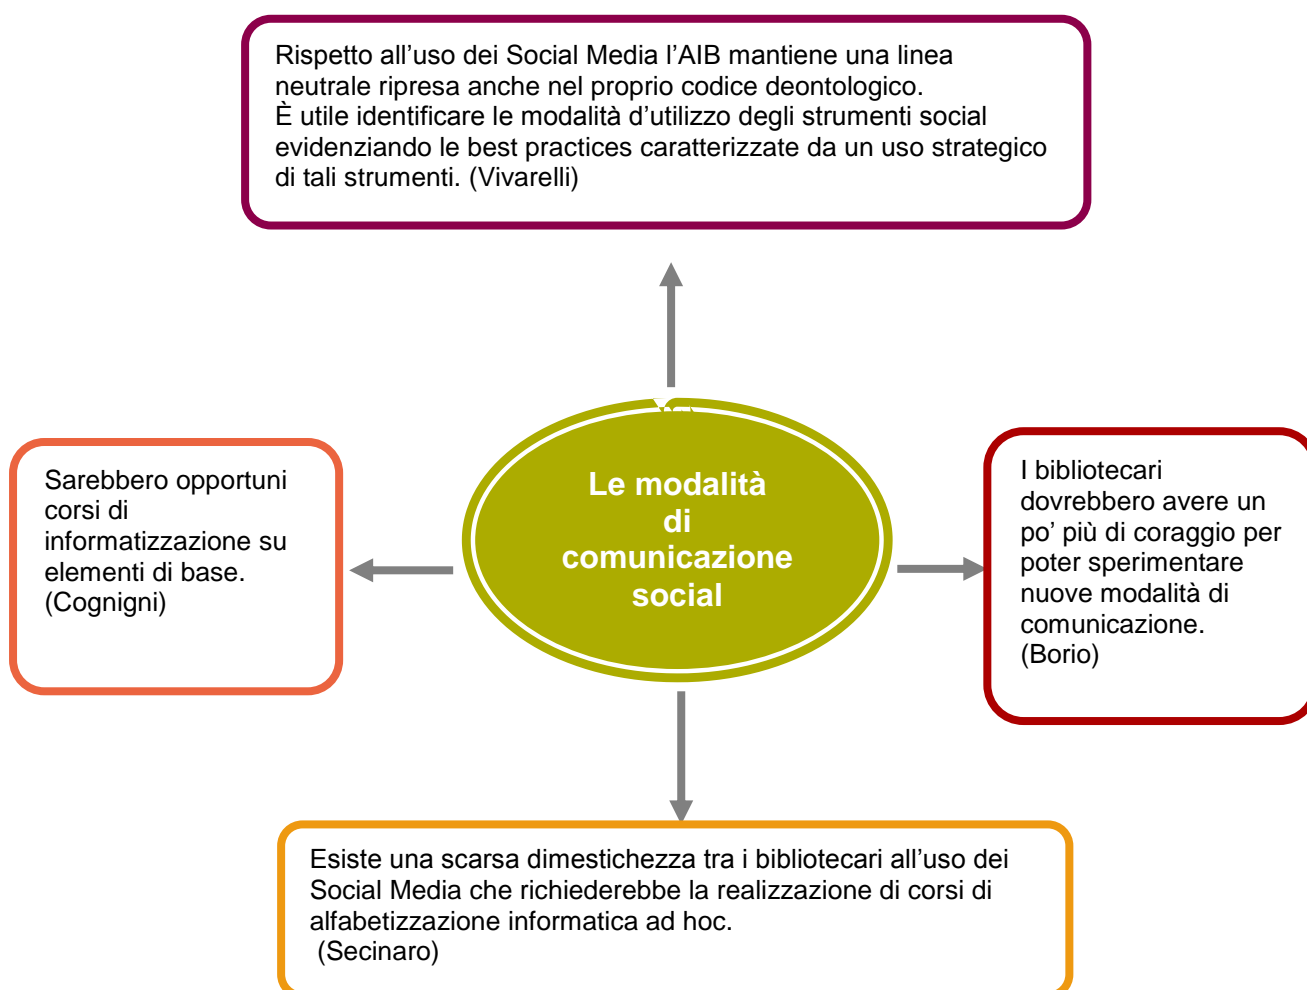 Rispetto all’uso dei Social Media l’AIB mantiene una linea
neutrale ripresa anche nel proprio codice deontologico.
È utile identificare le modalità d’utilizzo degli strumenti social
evidenziando le best practices caratterizzate da un uso strategico
di tali strumenti. (Vivarelli)
Sarebbero opportuni
corsi di
informatizzazione su
elementi di base.
(Cognigni)
Le modalità
di
comunicazione
social
I bibliotecari
dovrebbero avere un
po’ più di coraggio per
poter sperimentare
nuove modalità di
comunicazione.
(Borio)
Esiste una scarsa dimestichezza tra i bibliotecari all’uso dei
Social Media che richiederebbe la realizzazione di corsi di
alfabetizzazione informatica ad hoc.
(Secinaro)